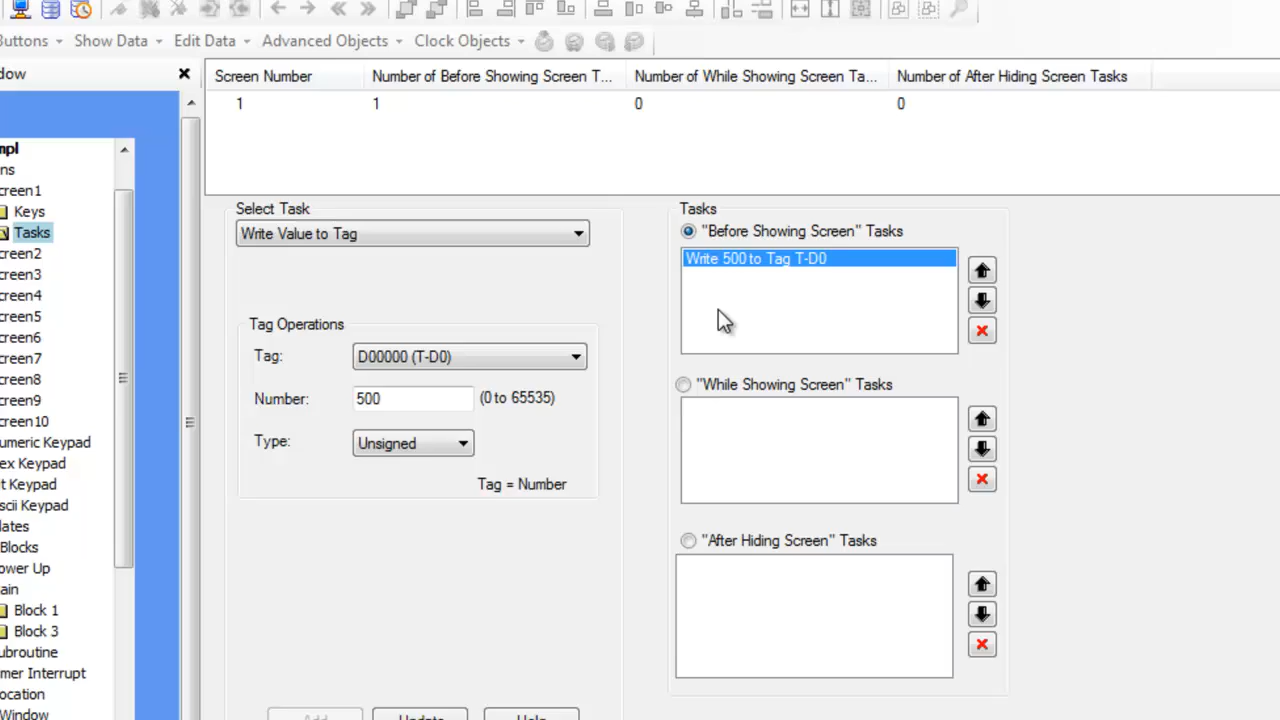 Buttons Show Data Edit Data Advanced Objects Clock Objects
dow
Screen Number Number of Before Showing Screen T... Number of While Showing Screen Ta... Number of After Hiding Screen Tasks
1 1 0 0
mpl
ns
creen1
Keys
Tasks
creen2
creen3
creen4
creen5
creen6
creen7
creen8
creen9
creen10
umeric Keypad
ex Keypad
t Keypad
scii Keypad
lates
Blocks
ower Up
ain
Block 1
Block 3
ubroutine
mer Interrupt
ocation
Window
Select Task
Write Value to Tag
Tag Operations
Tag: D00000 (T-D0)
Number: 500 (0 to 65535)
Type: Unsigned
Tag = Number
Add Update Help
Tasks
"Before Showing Screen" Tasks
Write 500 to Tag T-D0
"While Showing Screen" Tasks
"After Hiding Screen" Tasks